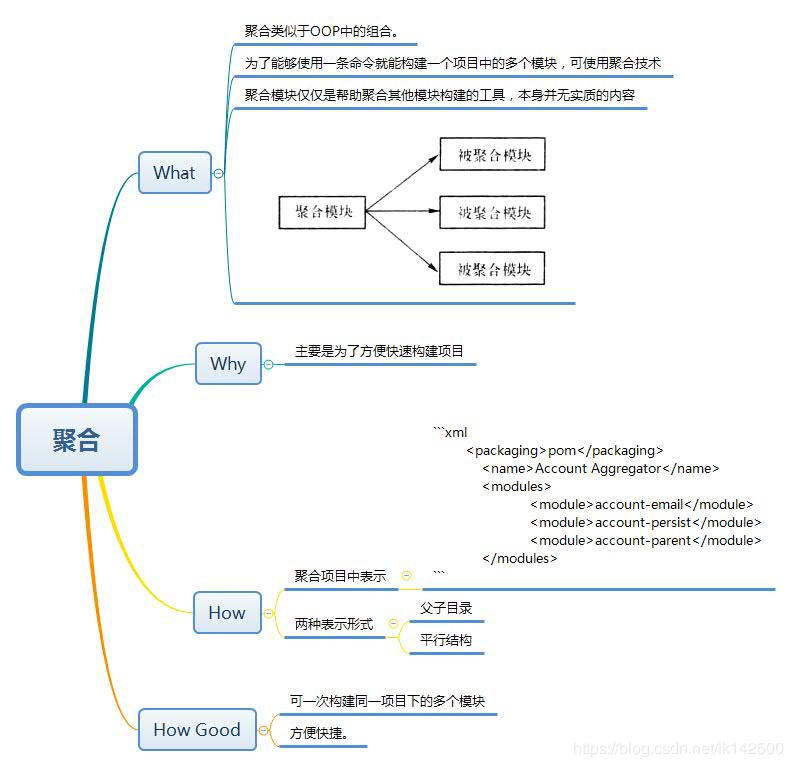 聚合类似于OOP中的组合。
为了能够使用一条命令就能构建一个项目中的多个模块，可使用聚合技术
聚合模块仅仅是帮助聚合其他模块构建的工具，本身并无实质的内容
What
被聚合模块
聚合模块
被聚合模块
被聚合模块
Why
主要是为了方便快速构建项目
聚合
```xml
<packaging>pom</packaging>
<name>Account Aggregator</name>
<modules>
<module>account-email</module>
<module>account-persist</module>
<module>account-parent</module>
</modules>
```
聚合项目中表示
How
两种表示形式
父子目录
平行结构
可一次构建同一项目下的多个模块
How Good
方便快捷。
https://blog.csdn.net/lk142500